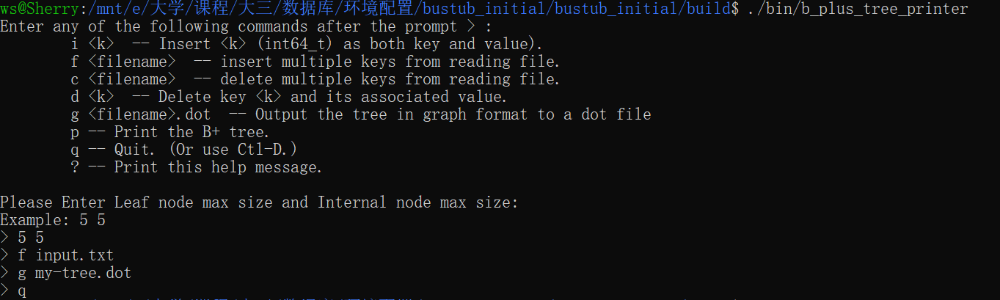 ws@Sherry:/mnt/e/大学/课程/大三/数据库/环境配置/bustub_initial/bustub_initial/build$ ./bin/b_plus_tree_printer
Enter any of the following commands after the prompt > :
i <k>  -- Insert <k> (int64_t) as both key and value).
f <filename>  -- insert multiple keys from reading file.
c <filename>  -- delete multiple keys from reading file.
d <k>  -- Delete key <k> and its associated value.
g <filename>.dot  -- Output the tree in graph format to a dot file
p -- Print the B+ tree.
q -- Quit. (Or use Ctl-D.)
? -- Print this help message.
Please Enter Leaf node max size and Internal node max size:
Example: 5 5
> 5 5
> f input.txt
> g my-tree.dot
> q